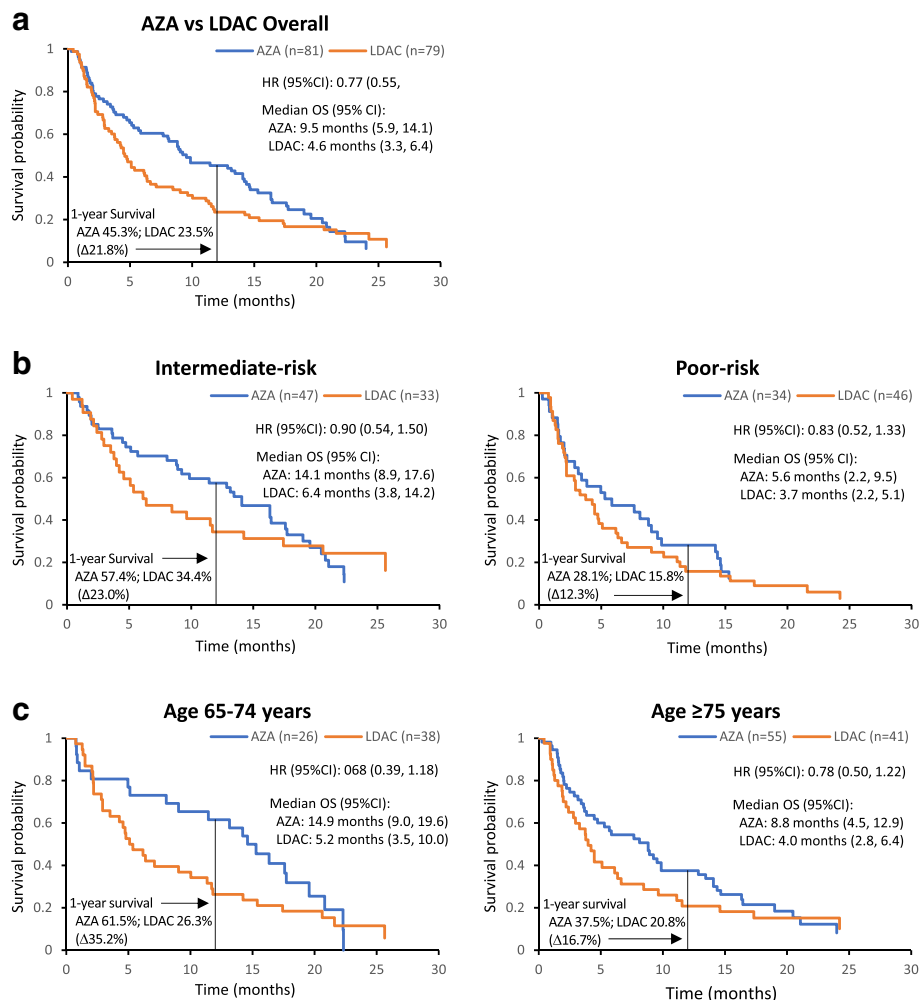 a
AZA vs LDAC Overall
AZA (n=81) LDAC (n=79)
HR (95%CI): 0.77 (0.55,
Median OS (95% CI):
AZA: 9.5 months (5.9, 14.1)
LDAC: 4.6 months (3.3, 6.4)
1-year Survival
AZA 45.3%; LDAC 23.5%
(Δ21.8%)
Survival probability
1
0.8
0.6
0.4
0.2
0
0 5 10 15 20 25 30
Time (months)
b
Intermediate-risk
AZA (n=47) LDAC (n=33)
HR (95%CI): 0.90 (0.54, 1.50)
Median OS (95% CI:
AZA: 14.1 months (8.9, 17.6)
LDAC: 6.4 months (3.8, 14.2)
1-year Survival
AZA 57.4%; LDAC 34.4%
(Δ23.0%)
Survival probability
1
0.8
0.6
0.4
0.2
0
0 5 10 15 20 25 30
Time (months)
Poor-risk
AZA (n=34) LDAC (n=46)
HR (95%CI): 0.83 (0.52, 1.33)
Median OS (95% CI:
AZA: 5.6 months (2.2, 9.5)
LDAC: 3.7 months (2.2, 5.1)
1-year Survival
AZA 28.1%; LDAC 15.8%
(Δ12.3%)
Survival probability
1
0.8
0.6
0.4
0.2
0
0 5 10 15 20 25 30
Time (months)
c
Age 65-74 years
AZA (n=26) LDAC (n=38)
HR (95%CI): 068 (0.39, 1.18)
Median OS (95%CI):
AZA: 14.9 months (9.0, 19.6)
LDAC: 5.2 months (3.5, 10.0)
1-year survival
AZA 61.5%; LDAC 26.3%
(Δ35.2%)
Survival probability
1
0.8
0.6
0.4
0.2
0
0 5 10 15 20 25 30
Time (months)
Age ≥75 years
AZA (n=55) LDAC (n=41)
HR (95%CI): 0.78 (0.50, 1.22)
Median OS (95%CI):
AZA: 8.8 months (4.5, 12.9)
LDAC: 4.0 months (2.8, 6.4)
1-year survival
AZA 37.5%; LDAC 20.8%
(Δ16.7%)
Survival probability
1
0.8
0.6
0.4
0.2
0
0 5 10 15 20 25 30
Time (months)